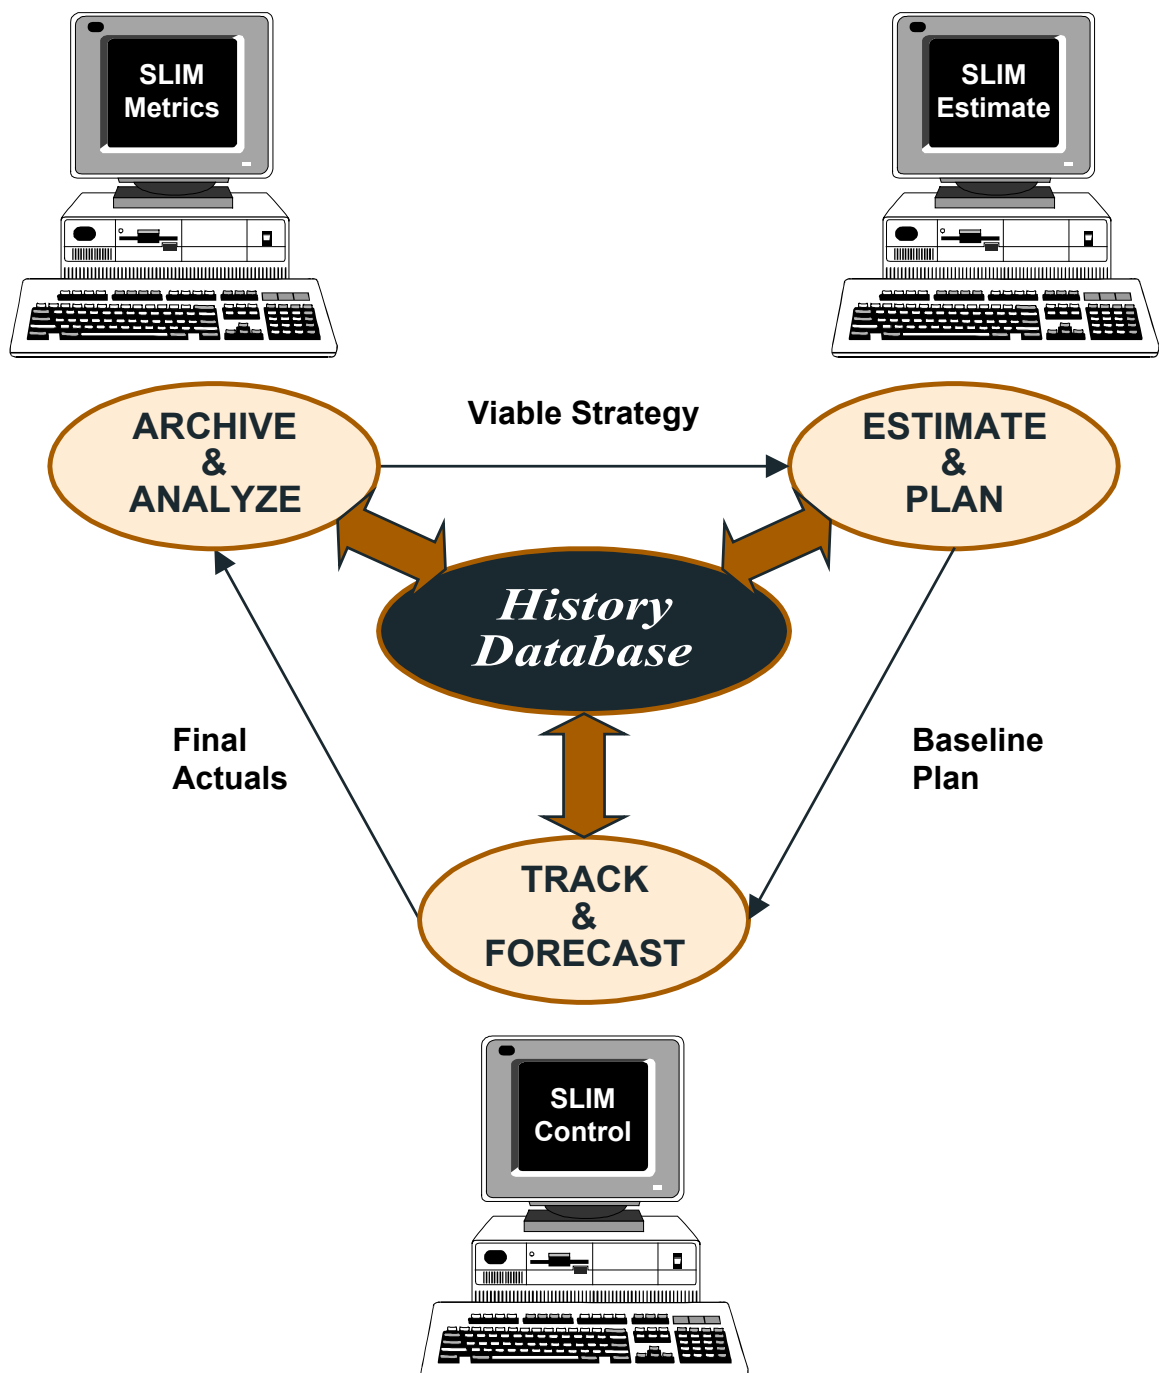 SLIM
Metrics
SLIM
Estimate
ARCHIVE
&
ANALYZE
Viable Strategy
ESTIMATE
&
PLAN
History
Database
Final
Actuals
Baseline
Plan
TRACK
&
FORECAST
SLIM
Control